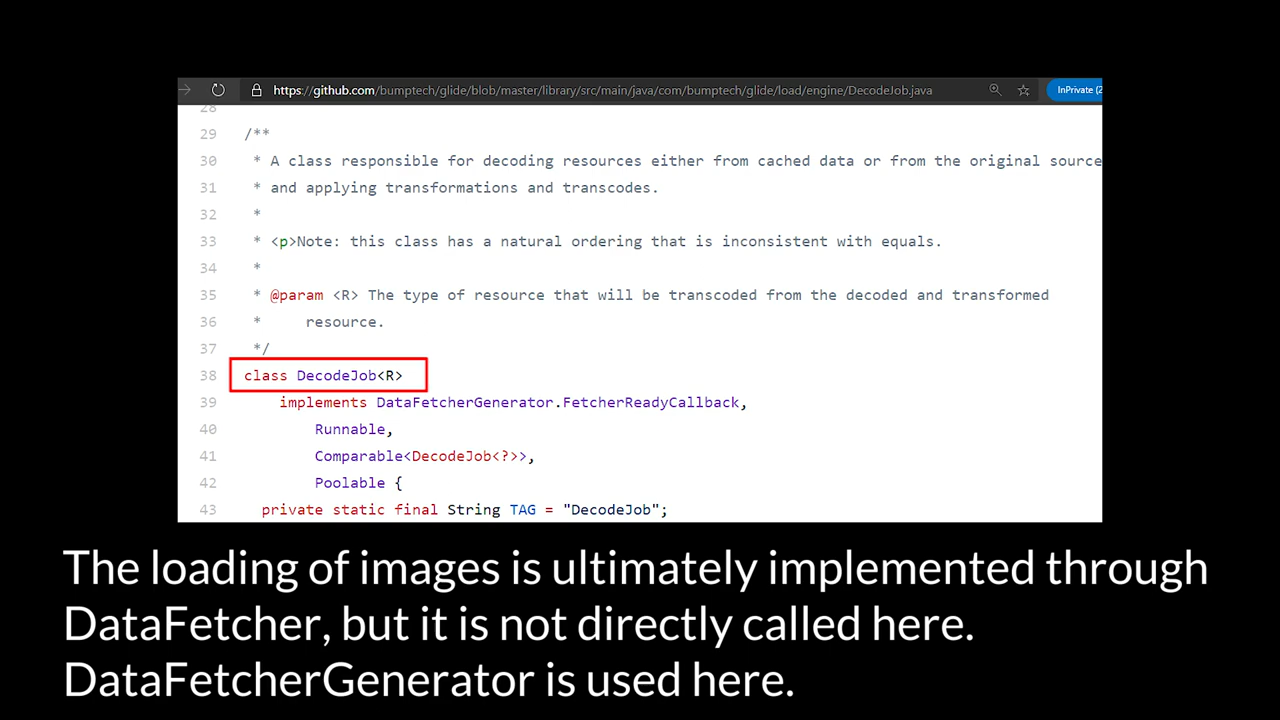 https://github.com/bumptech/glide/blob/master/library/src/main/java/com/bumptech/glide/load/engine/DecodeJob.java InPrivate (2
28
29 /**
30 * A class responsible for decoding resources either from cached data or from the original source
31 * and applying transformations and transcodes.
32 *
33 * <p>Note: this class has a natural ordering that is inconsistent with equals.
34 *
35 * @param <R> The type of resource that will be transcoded from the decoded and transformed
36 * resource.
37 */
38 class DecodeJob<R>
39 implements DataFetcherGenerator.FetcherReadyCallback,
40 Runnable,
41 Comparable<DecodeJob<?>>,
42 Poolable {
43 private static final String TAG = "DecodeJob";
The loading of images is ultimately implemented through
DataFetcher, but it is not directly called here.
DataFetcherGenerator is used here.